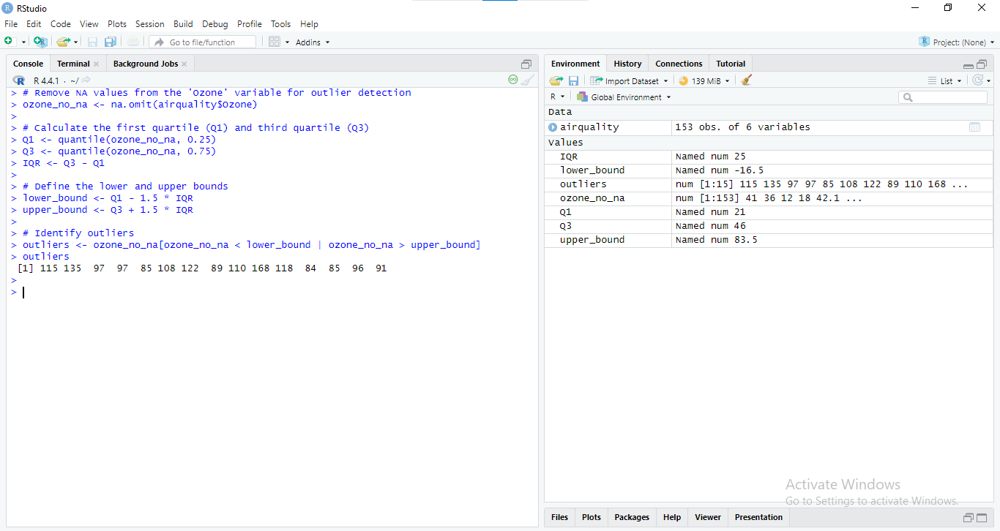 RStudio
File Edit Code View Plots Session Build Debug Profile Tools Help
Go to file/function Addins Project: (None)
Console Terminal Background Jobs
R 4.4.1 · ~/
> # Remove NA values from the 'Ozone' variable for outlier detection
> ozone_no_na <- na.omit(airquality$Ozone)
>
> # Calculate the first quartile (Q1) and third quartile (Q3)
> Q1 <- quantile(ozone_no_na, 0.25)
> Q3 <- quantile(ozone_no_na, 0.75)
> IQR <- Q3 - Q1
>
> # Define the lower and upper bounds
> lower_bound <- Q1 - 1.5 * IQR
> upper_bound <- Q3 + 1.5 * IQR
>
> # Identify outliers
> outliers <- ozone_no_na[ozone_no_na < lower_bound | ozone_no_na > upper_bound]
> outliers
[1] 115 135 97 97 85 108 122 89 110 168 118 84 85 96 91
>
>
Environment History Connections Tutorial
Import Dataset 139 MiB List
R Global Environment
Data
airquality 153 obs. of 6 variables
Values
IQR Named num 25
lower_bound Named num -16.5
outliers num [1:15] 115 135 97 97 85 108 122 89 110 168 ...
ozone_no_na num [1:153] 41 36 12 18 42.1 ...
Q1 Named num 21
Q3 Named num 46
upper_bound Named num 83.5
Activate Windows
Go to Settings to activate Windows.
Files Plots Packages Help Viewer Presentation